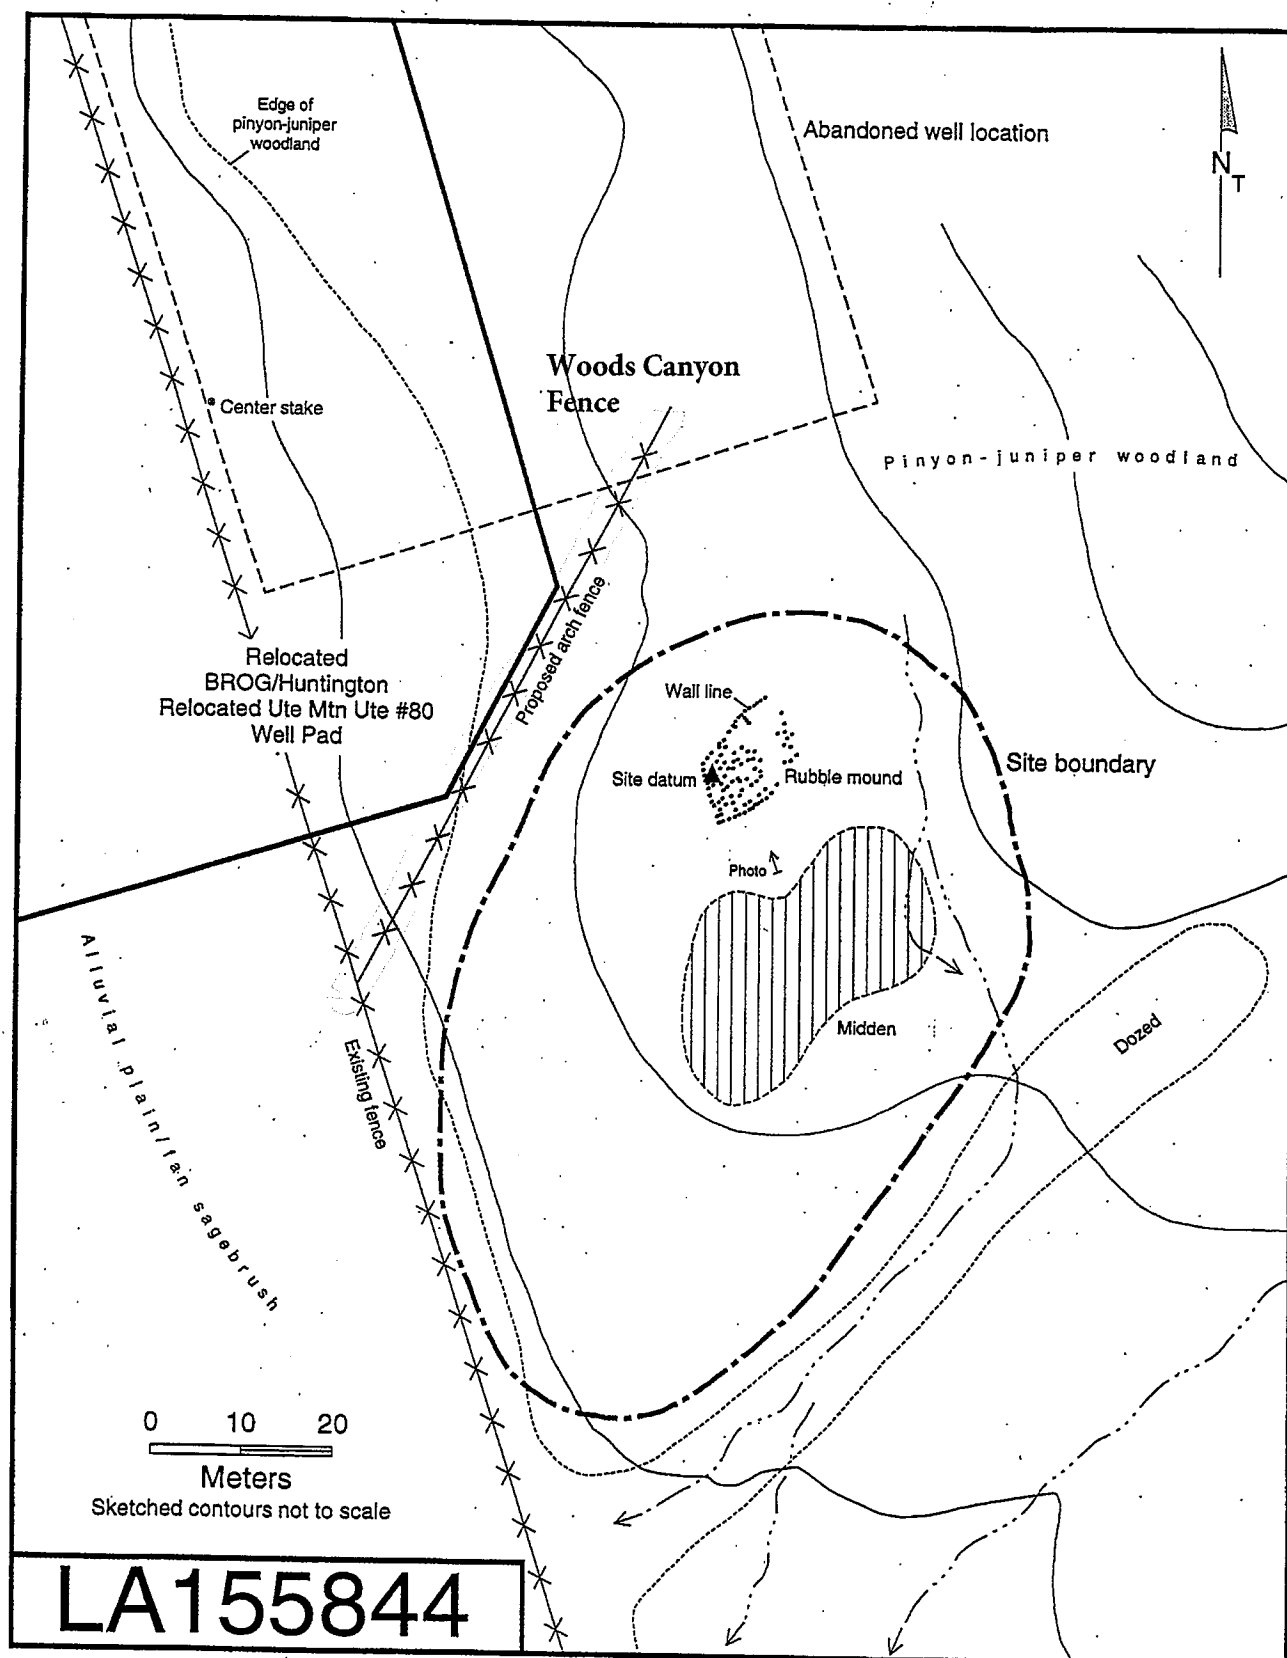 Edge of
pinyon-juniper
woodland
Abandoned well location
N
T
Woods Canyon
Fence
Center stake
Pinyon-juniper woodland
Proposed arch fence
Relocated
BROG/Huntington
Relocated Ute Mtn Ute #80
Well Pad
Wall line
Site datum
Rubble mound
Site boundary
Photo
Midden
Dozed
Alluvial plain/fan sagebrush
Existing fence
0 10 20
Meters
Sketched contours not to scale
LA155844